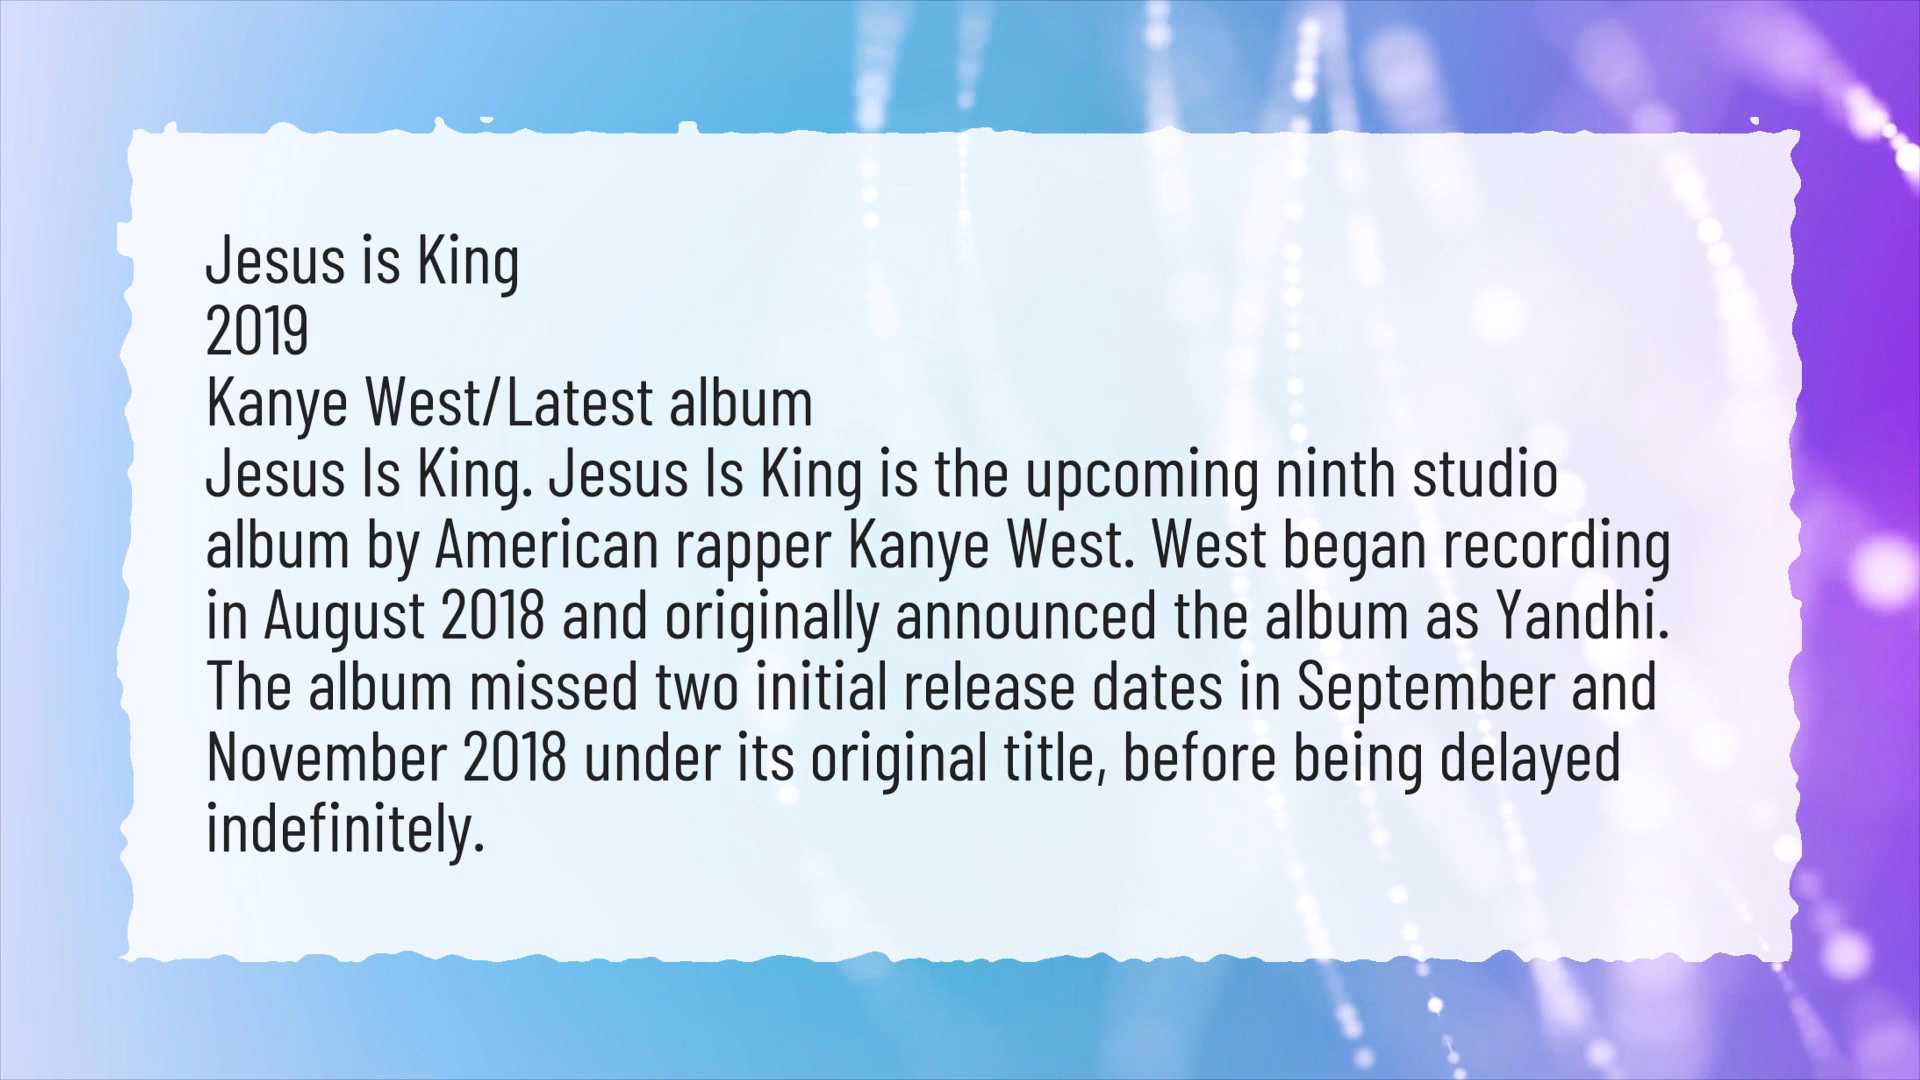 Jesus is King
2019
Kanye West/Latest album
Jesus Is King. Jesus Is King is the upcoming ninth studio
album by American rapper Kanye West. West began recording
in August 2018 and originally announced the album as Yandhi.
The album missed two initial release dates in September and
November 2018 under its original title, before being delayed
indefinitely.